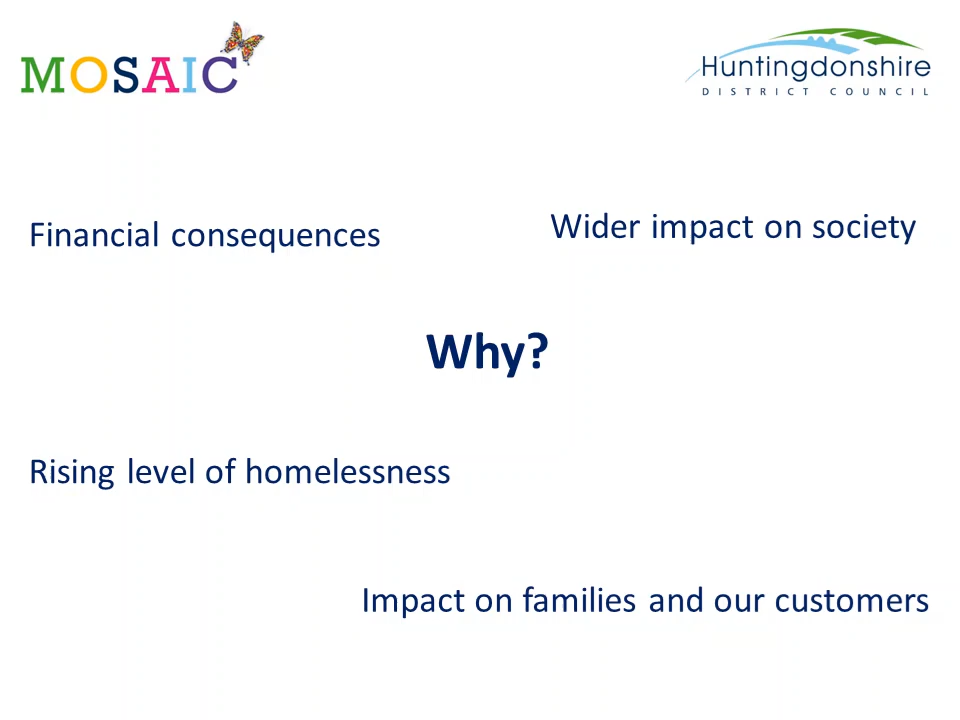 MOSAIC
Huntingdonshire
DISTRICT COUNCIL
Financial consequences
Wider impact on society
Why?
Rising level of homelessness
Impact on families and our customers